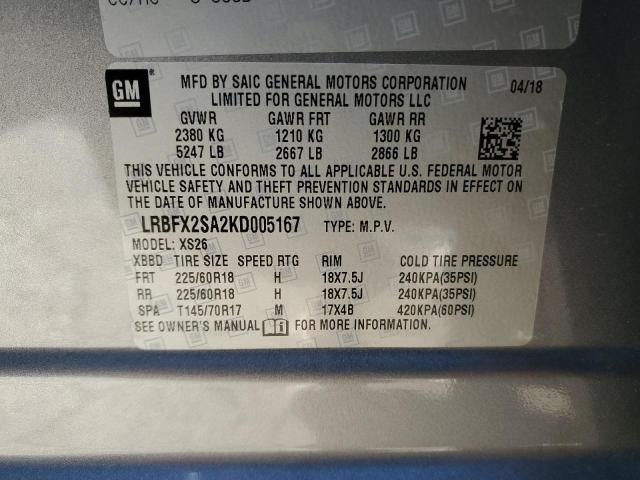 GM
MFD BY SAIC GENERAL MOTORS CORPORATION 04/18
LIMITED FOR GENERAL MOTORS LLC
GVWR GAWR FRT GAWR RR
2380 KG 1210 KG 1300 KG
5247 LB 2667 LB 2866 LB
THIS VEHICLE CONFORMS TO ALL APPLICABLE U.S. FEDERAL MOTOR
VEHICLE SAFETY AND THEFT PREVENTION STANDARDS IN EFFECT ON
THE DATE OF MANUFACTURE SHOWN ABOVE.
LRBFX2SA2KD005167 TYPE: M.P.V.
MODEL: XS26
XBBD TIRE SIZE SPEED RTG RIM COLD TIRE PRESSURE
FRT 225/60R18 H 18X7.5J 240KPA(35PSI)
RR 225/60R18 H 18X7.5J 240KPA(35PSI)
SPA T145/70R17 M 17X4B 420KPA(60PSI)
SEE OWNER'S MANUAL FOR MORE INFORMATION.